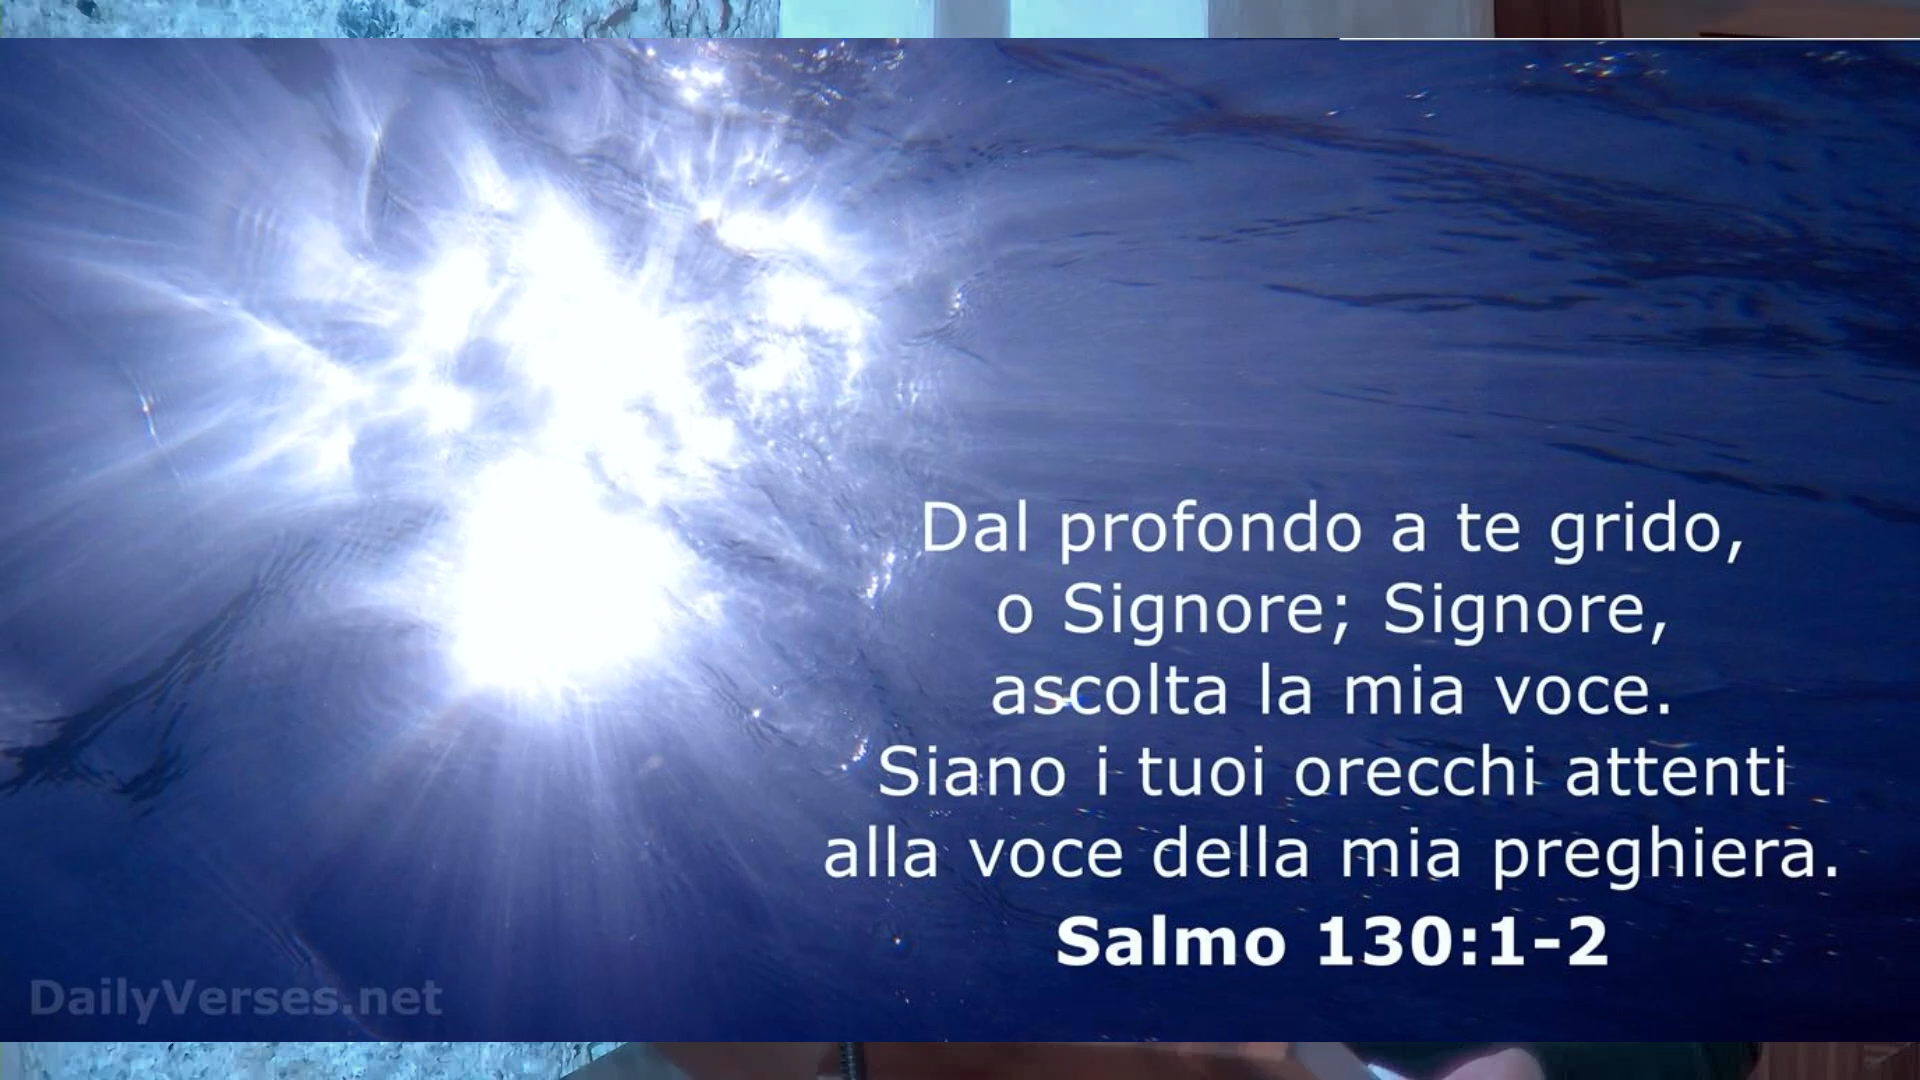 Dal profondo a te grido,
o Signore; Signore,
ascolta la mia voce.
Siano i tuoi orecchi attenti
alla voce della mia preghiera.
Salmo 130:1-2
DailyVerses.net